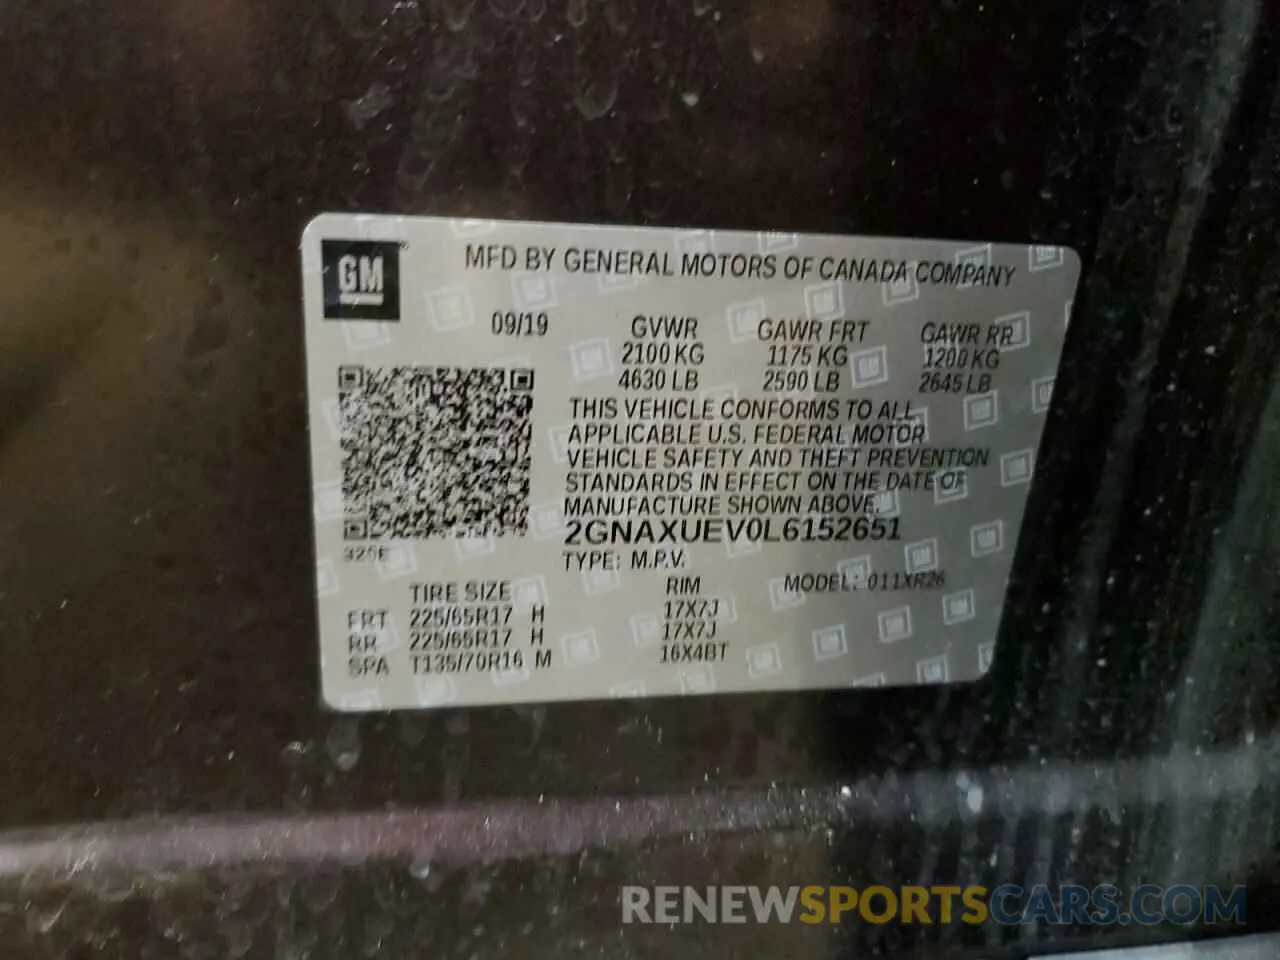 GM
MFD BY GENERAL MOTORS OF CANADA COMPANY
09/19 GVWR GAWR FRT GAWR RR
2100 KG 1175 KG 1200 KG
4630 LB 2590 LB 2645 LB
THIS VEHICLE CONFORMS TO ALL
APPLICABLE U.S. FEDERAL MOTOR
VEHICLE SAFETY AND THEFT PREVENTION
STANDARDS IN EFFECT ON THE DATE OF
MANUFACTURE SHOWN ABOVE.
2GNAXUEV0L6152651
325E
TYPE: M.P.V.
TIRE SIZE RIM MODEL: 011XR26
FRT 225/65R17 H 17X7J
RR 225/65R17 H 17X7J
SPA T135/70R16 M 16X4BT
RENEWSPORTSCARS.COM